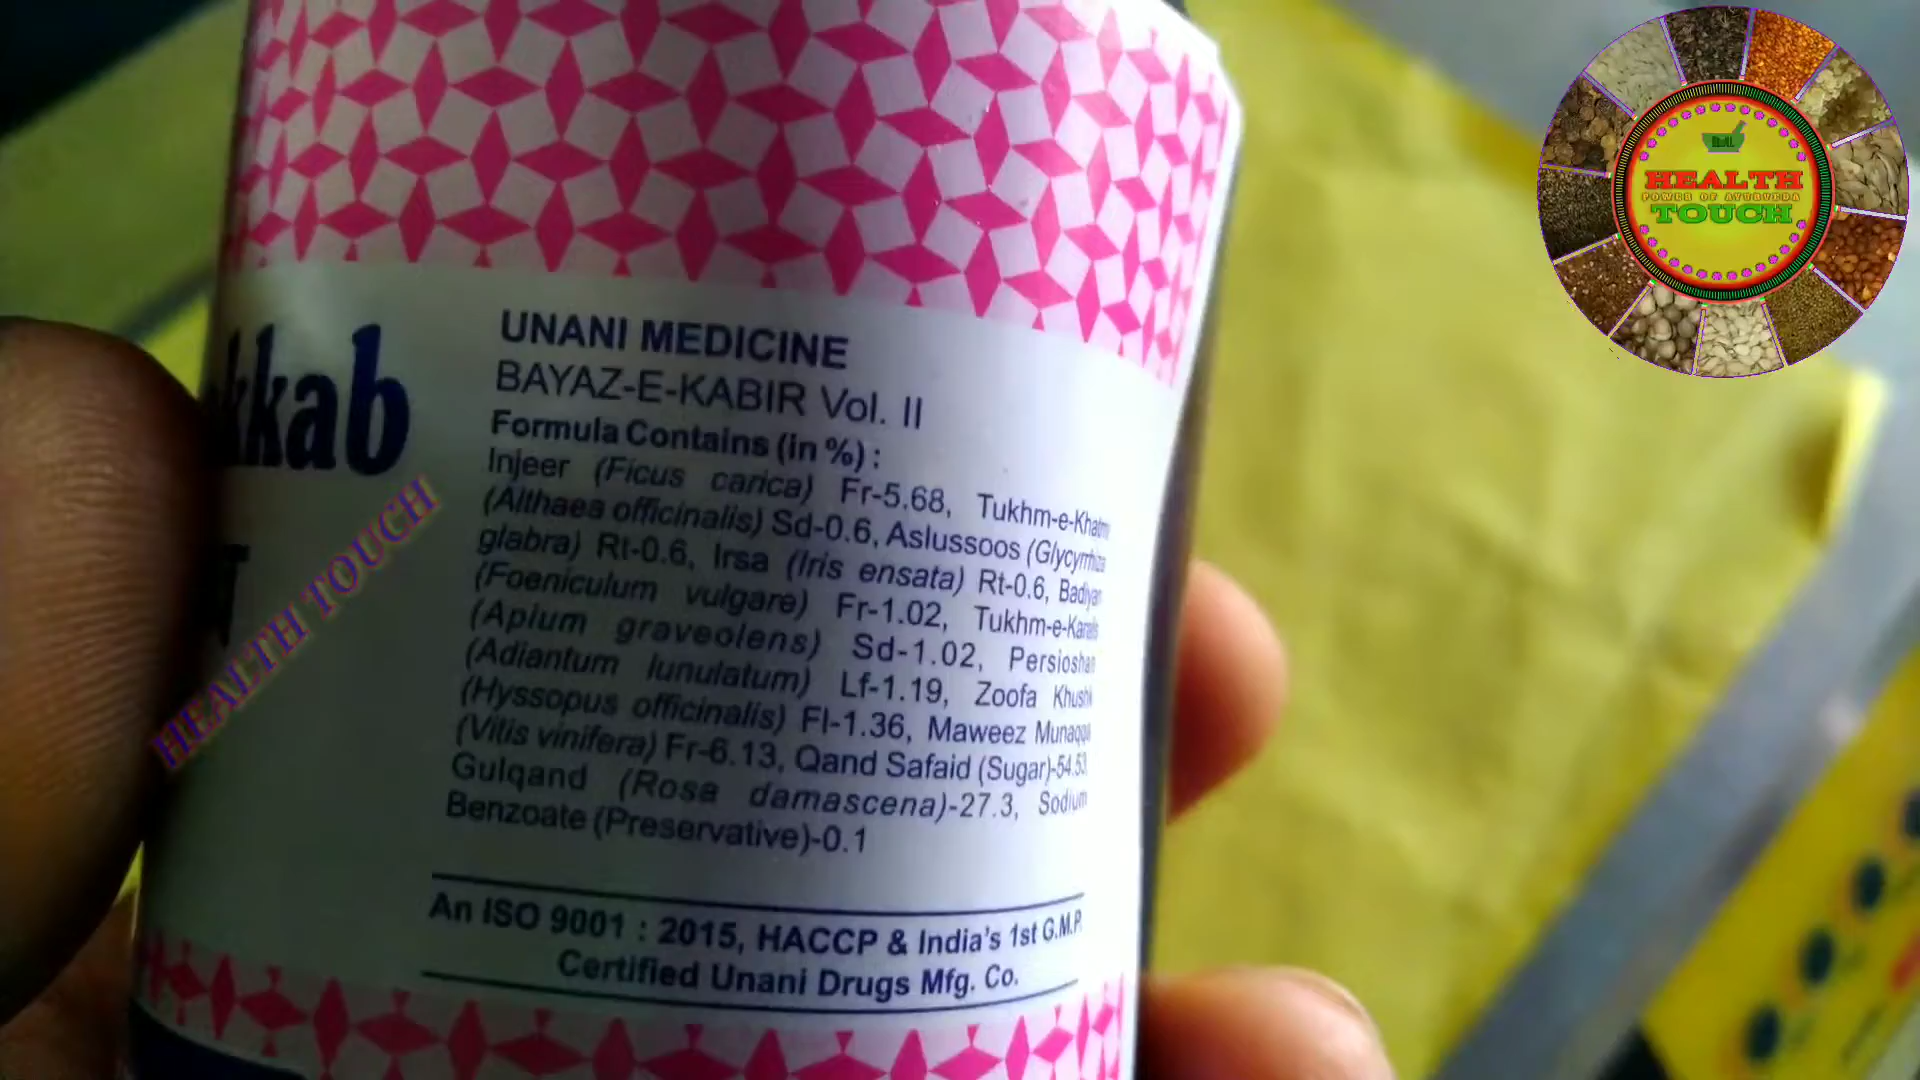 kkab
UNANI MEDICINE
BAYAZ-E-KABIR Vol. II
Formula Contains (in %) :
Injeer (Ficus carica) Fr-5.68, Tukhm-e-Khatmi
(Althaea officinalis) Sd-0.6, Aslussoos (Glycyrrhiza
glabra) Rt-0.6, Irsa (Iris ensata) Rt-0.6, Badiyan
(Foeniculum vulgare) Fr-1.02, Tukhm-e-Karafs
(Apium graveolens) Sd-1.02, Persioshan
(Adiantum lunulatum) Lf-1.19, Zoofa Khushk
(Hyssopus officinalis) Fl-1.36, Maweez Munaqqa
(Vitis vinifera) Fr-6.13, Qand Safaid (Sugar)-54.53,
Gulqand (Rosa damascena)-27.3, Sodium
Benzoate (Preservative)-0.1
An ISO 9001 : 2015, HACCP & India's 1st G.M.P.
Certified Unani Drugs Mfg. Co.
HEALTH TOUCH
HEALTH
POWER OF AYURVEDA
TOUCH